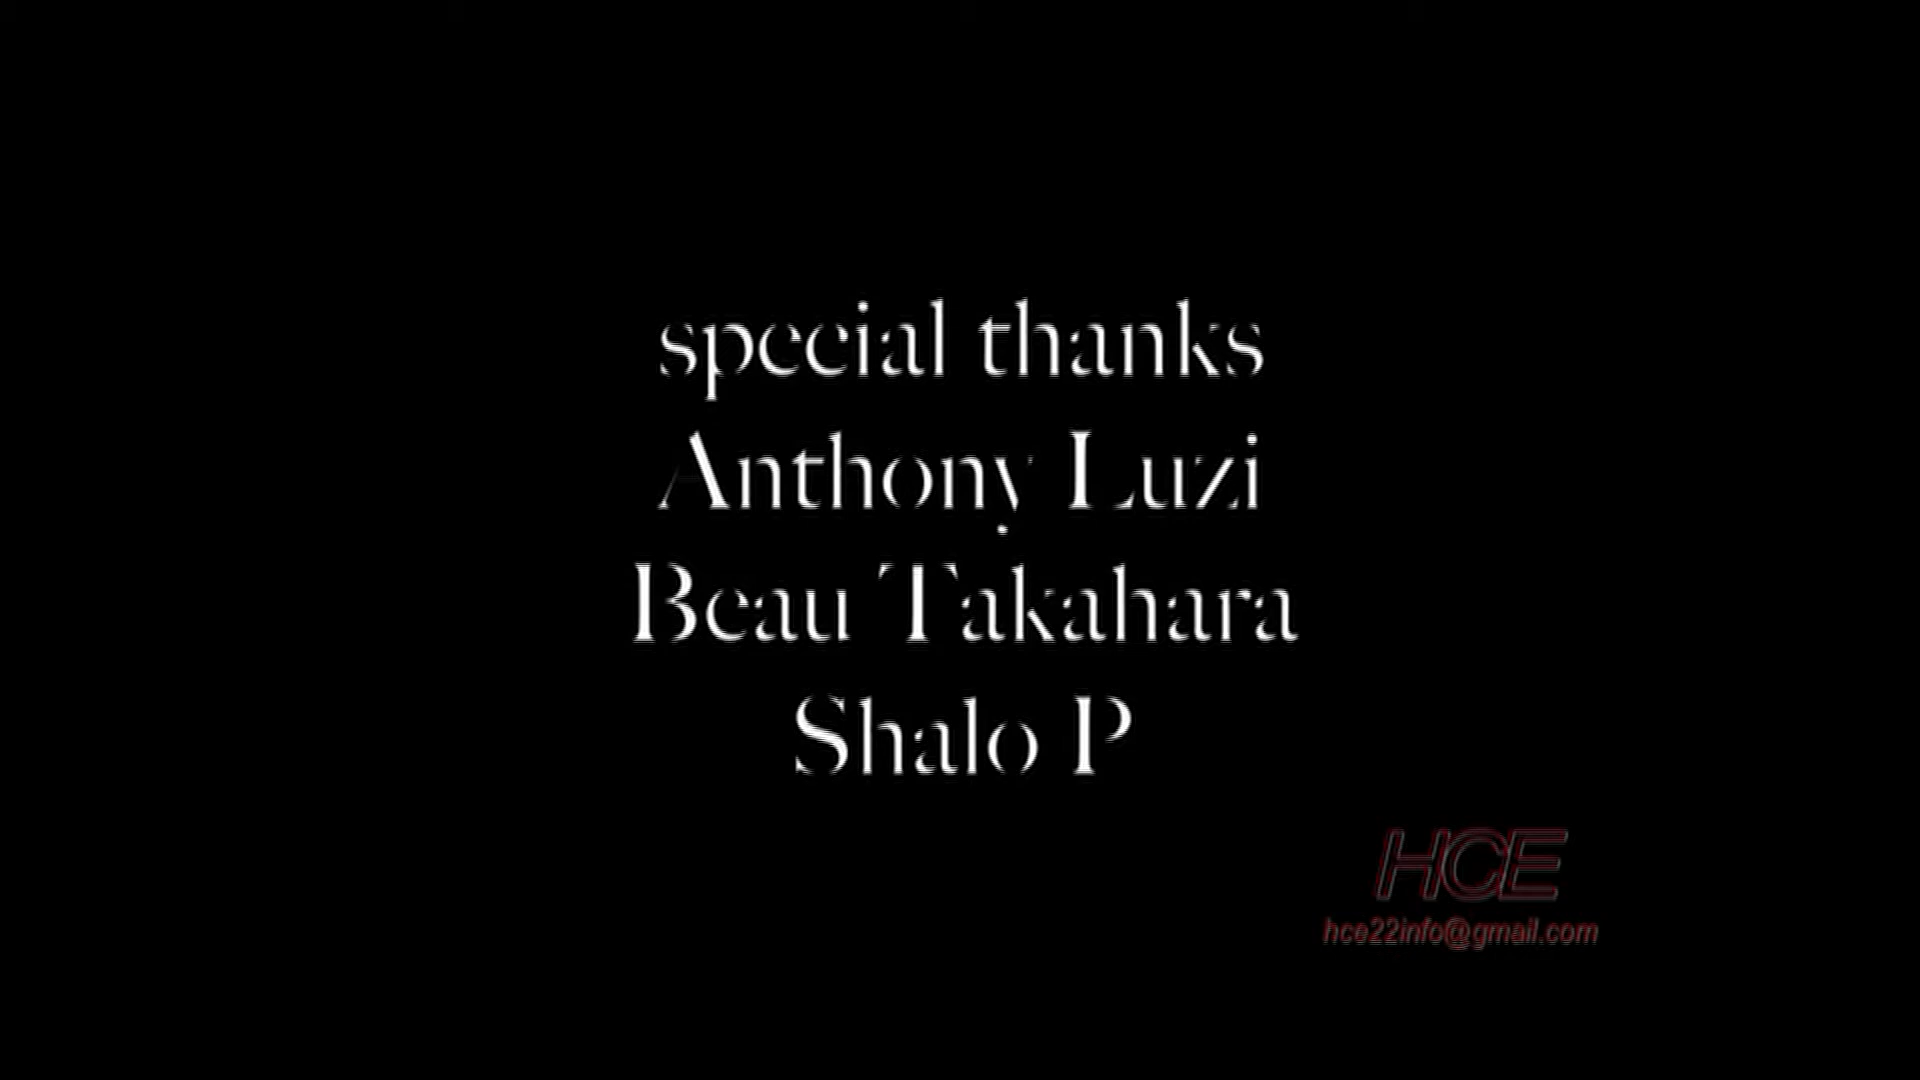 special thanks
Anthony Luzi
Beau Takahara
Shalo P
HCE
hce22info@gmail.com